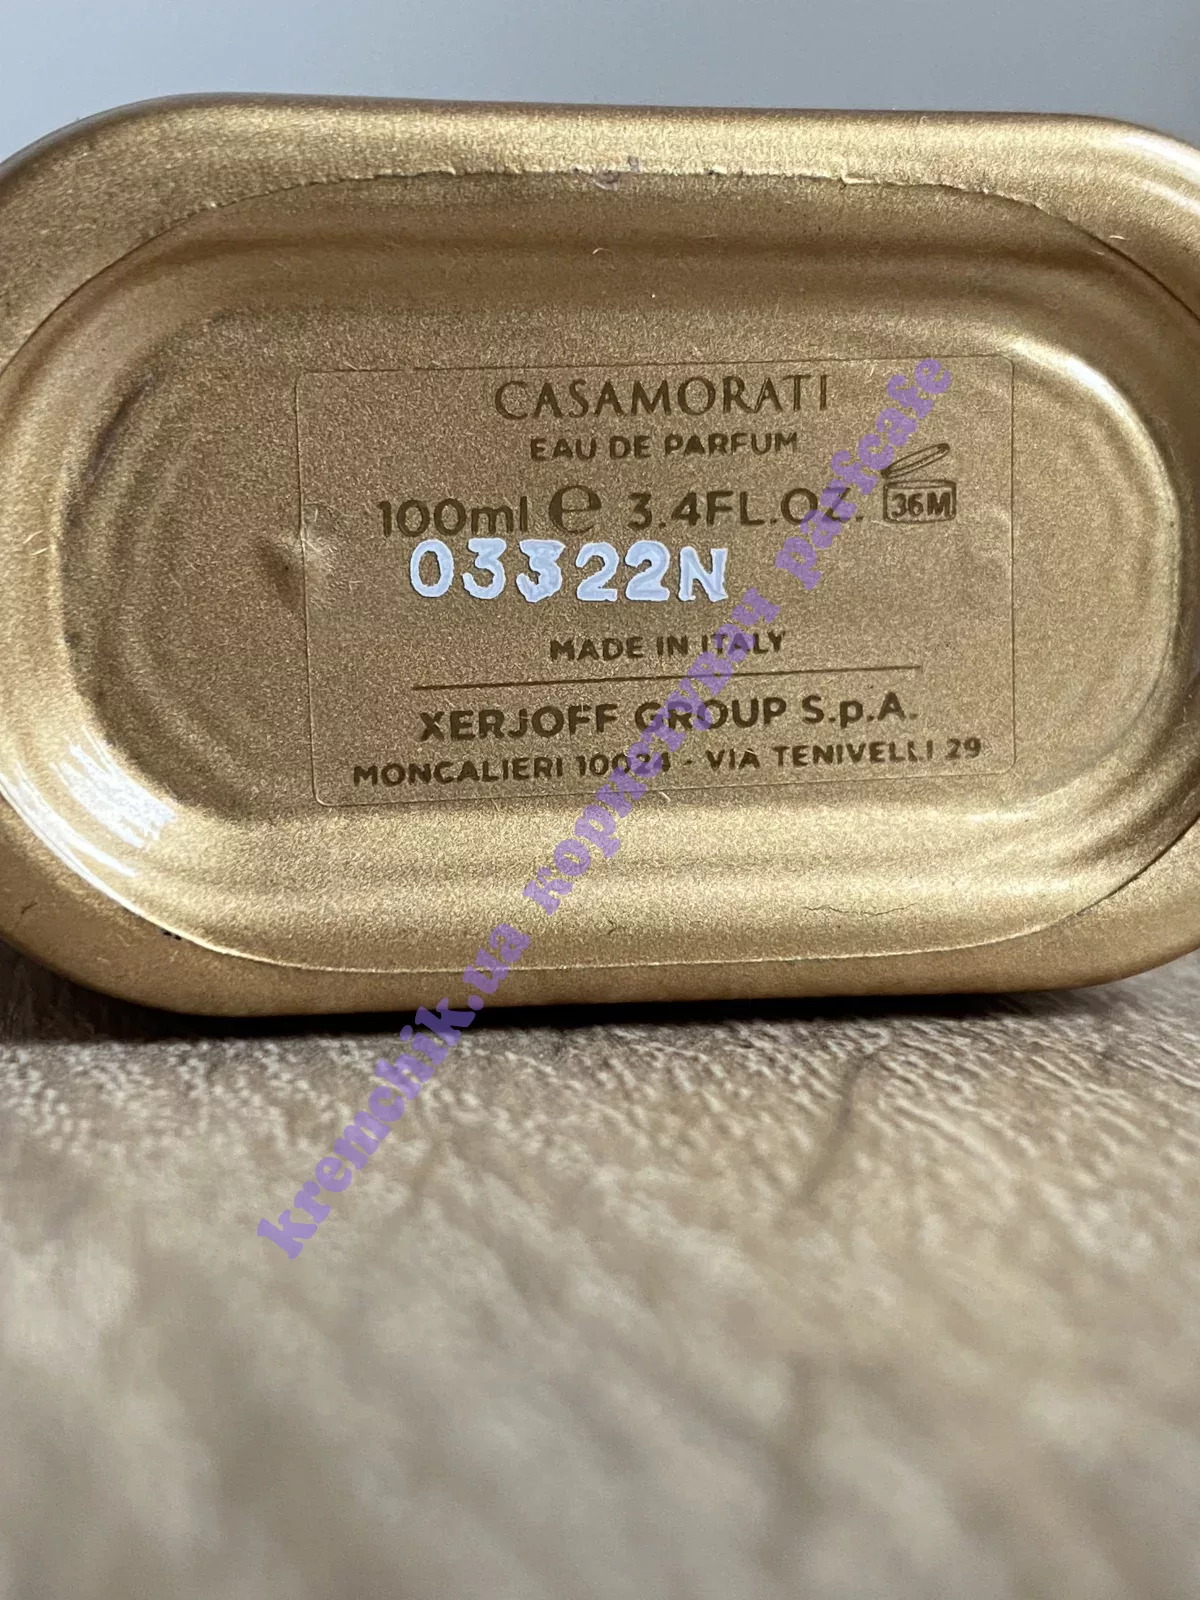 CASAMORATI
EAU DE PARFUM
100ml e 3.4FL.OZ. 36M
03322N
MADE IN ITALY
XERJOFF GROUP S.p.A.
MONCALIERI 10024 - VIA TENIVELLI 29
kremchik.ua користувач parfcafe